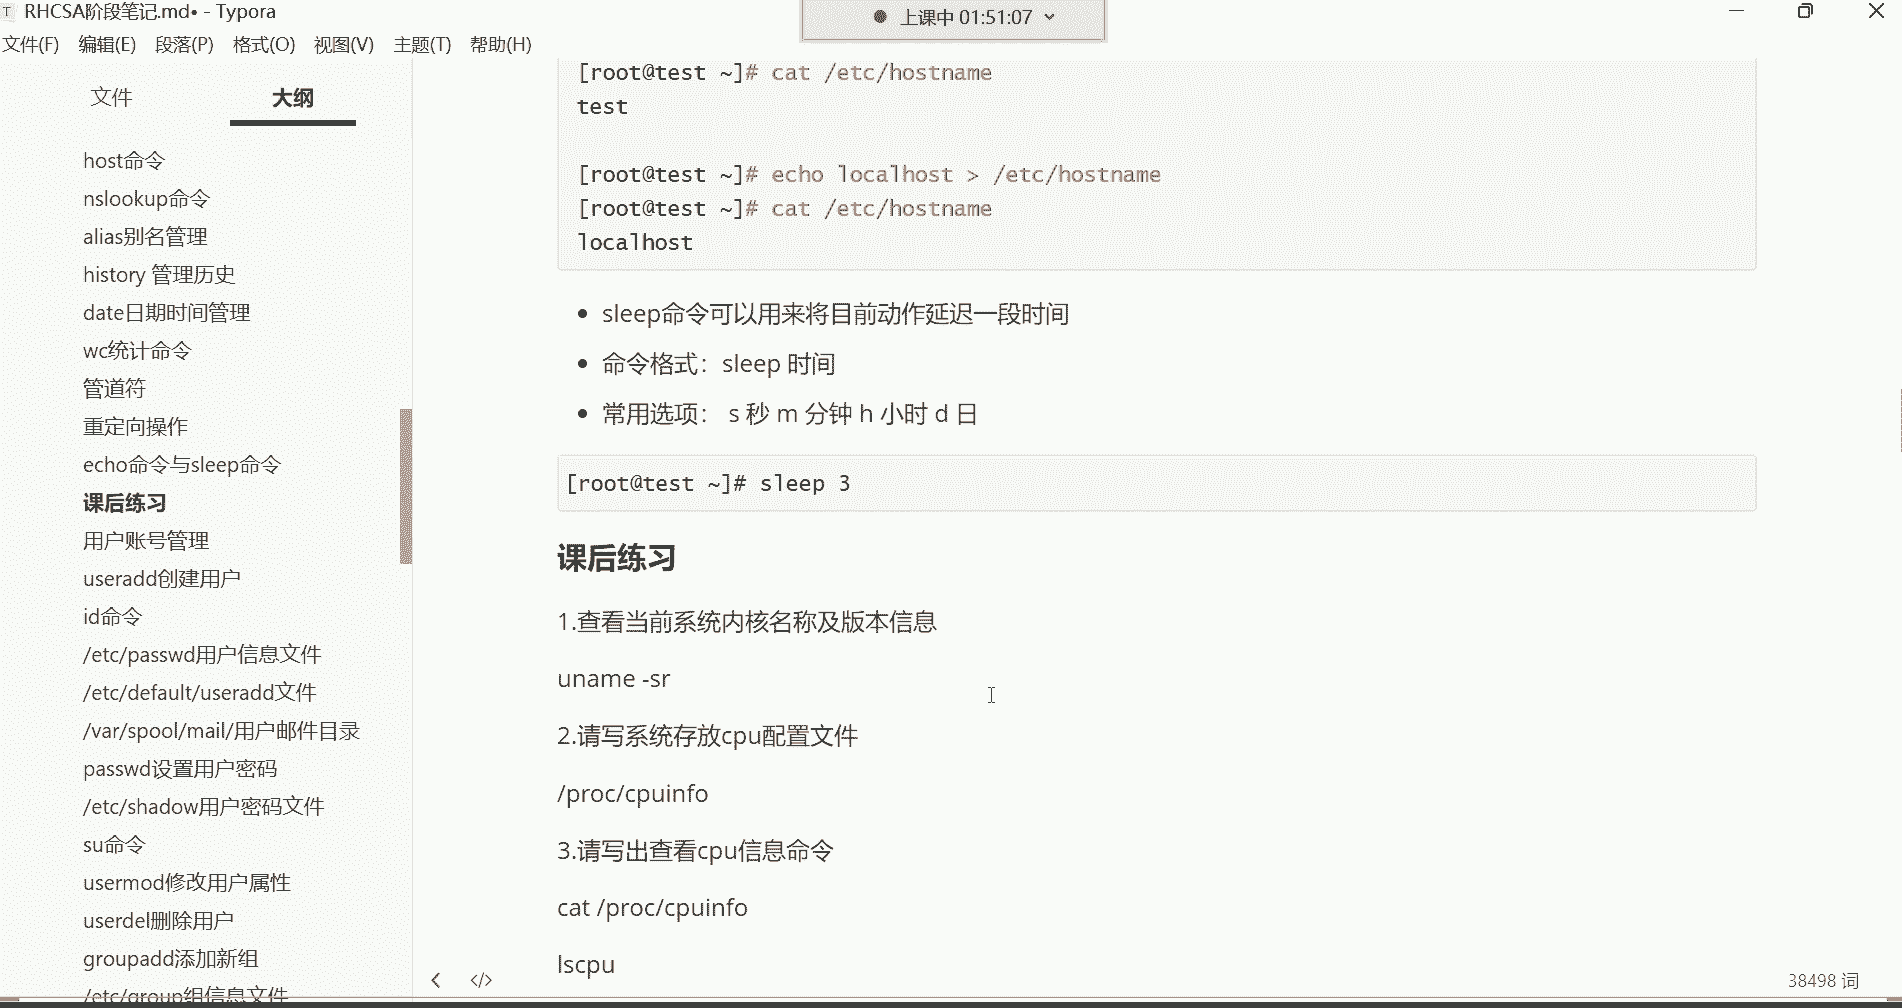 RHCSA阶段笔记.md• - Typora
上课中 01:51:07
文件(F) 编辑(E) 段落(P) 格式(O) 视图(V) 主题(T) 帮助(H)
文件 大纲
host命令
nslookup命令
alias别名管理
history 管理历史
date日期时间管理
wc统计命令
管道符
重定向操作
echo命令与sleep命令
课后练习
用户账号管理
useradd创建用户
id命令
/etc/passwd用户信息文件
/etc/default/useradd文件
/var/spool/mail/用户邮件目录
passwd设置用户密码
/etc/shadow用户密码文件
su命令
usermod修改用户属性
userdel删除用户
groupadd添加新组
/etc/group组信息文件
[root@test ~]# cat /etc/hostname
test
[root@test ~]# echo localhost > /etc/hostname
[root@test ~]# cat /etc/hostname
localhost
• sleep命令可以用来将目前动作延迟一段时间
• 命令格式：sleep 时间
• 常用选项： s 秒 m 分钟 h 小时 d 日
[root@test ~]# sleep 3
课后练习
1.查看当前系统内核名称及版本信息
uname -sr
2.请写系统存放cpu配置文件
/proc/cpuinfo
3.请写出查看cpu信息命令
cat /proc/cpuinfo
lscpu
38498 词